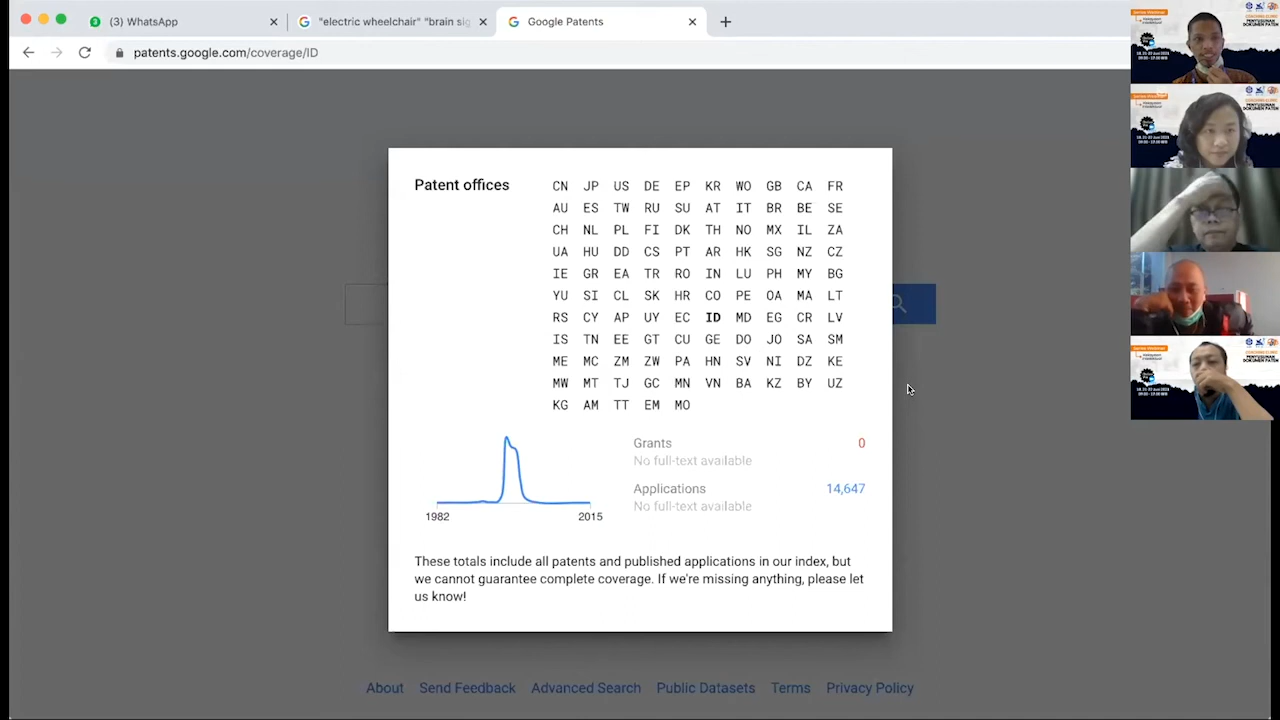 (3) WhatsApp
"electric wheelchair" "brain sig
Google Patents
patents.google.com/coverage/ID
Patent offices
CN JP US DE EP KR WO GB CA FR
AU ES TW RU SU AT IT BR BE SE
CH NL PL FI DK TH NO MX IL ZA
UA HU DD CS PT AR HK SG NZ CZ
IE GR EA TR RO IN LU PH MY BG
YU SI CL SK HR CO PE OA MA LT
RS CY AP UY EC ID MD EG CR LV
IS TN EE GT CU GE DO JO SA SM
ME MC ZM ZW PA HN SV NI DZ KE
MW MT TJ GC MN VN BA KZ BY UZ
KG AM TT EM MO
1982
2015
Grants 0
No full-text available
Applications 14,647
No full-text available
These totals include all patents and published applications in our index, but
we cannot guarantee complete coverage. If we're missing anything, please let
us know!
About Send Feedback Advanced Search Public Datasets Terms Privacy Policy
PENYUSUNAN
DOKUMEN PATEN